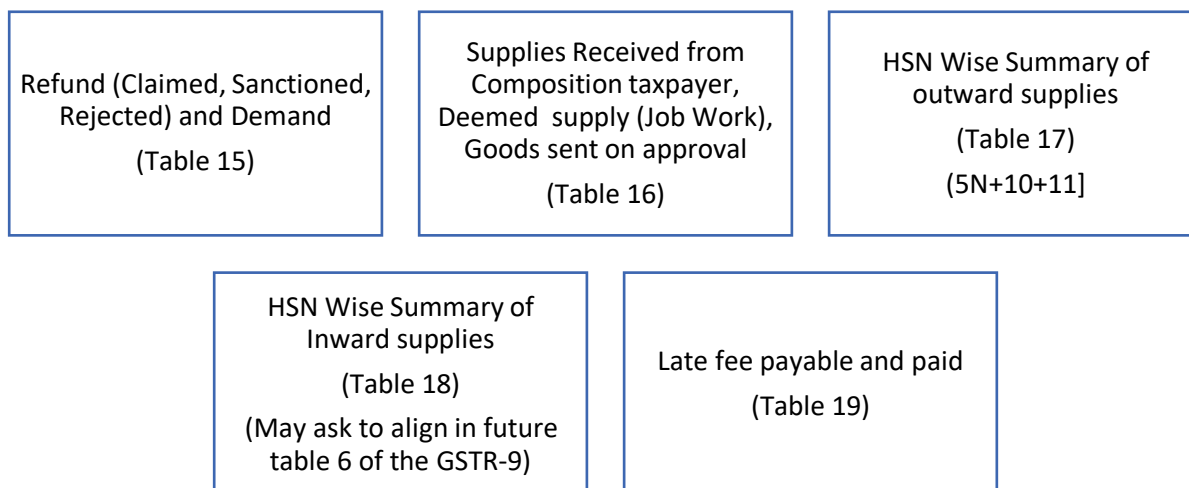 Refund (Claimed, Sanctioned,
Rejected) and Demand
(Table 15)
Supplies Received from
Composition taxpayer,
Deemed supply (Job Work),
Goods sent on approval
(Table 16)
HSN Wise Summary of
outward supplies
(Table 17)
(5N+10+11]
HSN Wise Summary of
Inward supplies
(Table 18)
(May ask to align in future
table 6 of the GSTR-9)
Late fee payable and paid
(Table 19)